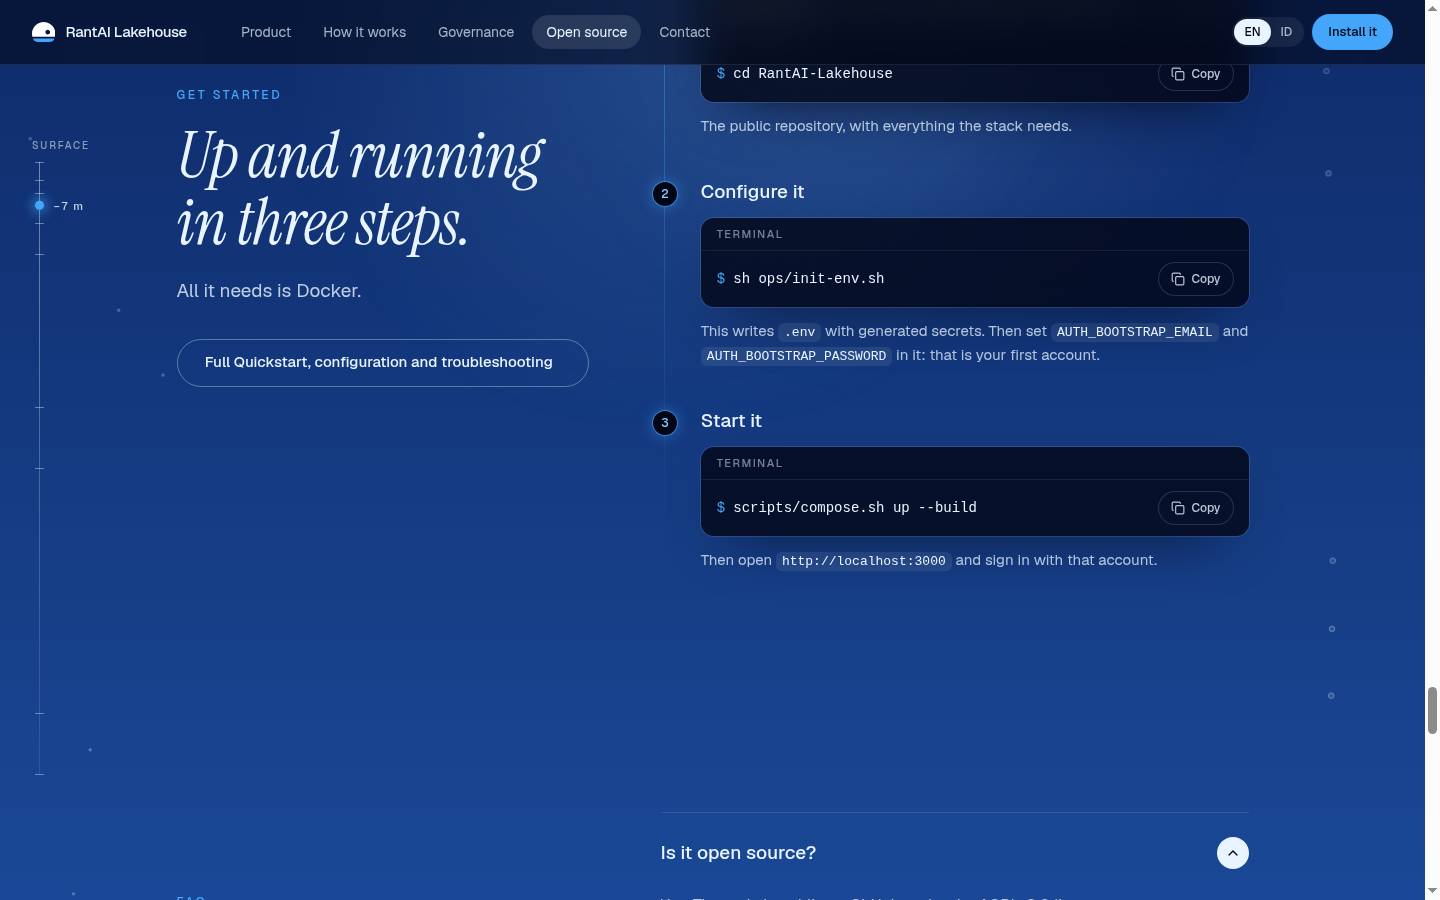 RantAI Lakehouse
Product
How it works
Governance
Open source
Contact
EN
ID
Install it
GET STARTED
Up and running
in three steps.
All it needs is Docker.
Full Quickstart, configuration and troubleshooting
SURFACE
−7 m
$ cd RantAI-Lakehouse
Copy
The public repository, with everything the stack needs.
2
Configure it
TERMINAL
$ sh ops/init-env.sh
Copy
This writes .env with generated secrets. Then set AUTH_BOOTSTRAP_EMAIL and
AUTH_BOOTSTRAP_PASSWORD in it: that is your first account.
3
Start it
TERMINAL
$ scripts/compose.sh up --build
Copy
Then open http://localhost:3000 and sign in with that account.
Is it open source?